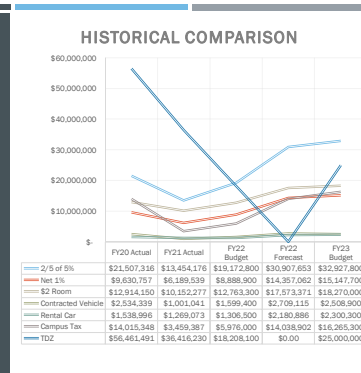 HISTORICAL COMPARISON
$60,000,000
$50,000,000
$40,000,000
$30,000,000
$20,000,000
$10,000,000
$-
FY20 Actual FY21 Actual FY22 Budget FY22 Forecast FY23 Budget
2/5 of 5% $21,507,316 $13,454,176 $19,172,800 $30,907,653 $32,927,800
Net 1% $9,630,757 $6,189,539 $8,888,900 $14,357,062 $15,147,700
$2 Room $12,914,150 $10,152,277 $12,763,300 $17,573,371 $18,270,000
Contracted Vehicle $2,534,339 $1,001,041 $1,599,400 $2,709,115 $2,508,900
Rental Car $1,538,996 $1,269,073 $1,306,500 $2,180,886 $2,300,300
Campus Tax $14,015,348 $3,459,387 $5,976,000 $14,038,902 $16,265,300
TDZ $56,461,491 $36,416,230 $18,208,100 $0.00 $25,000,000